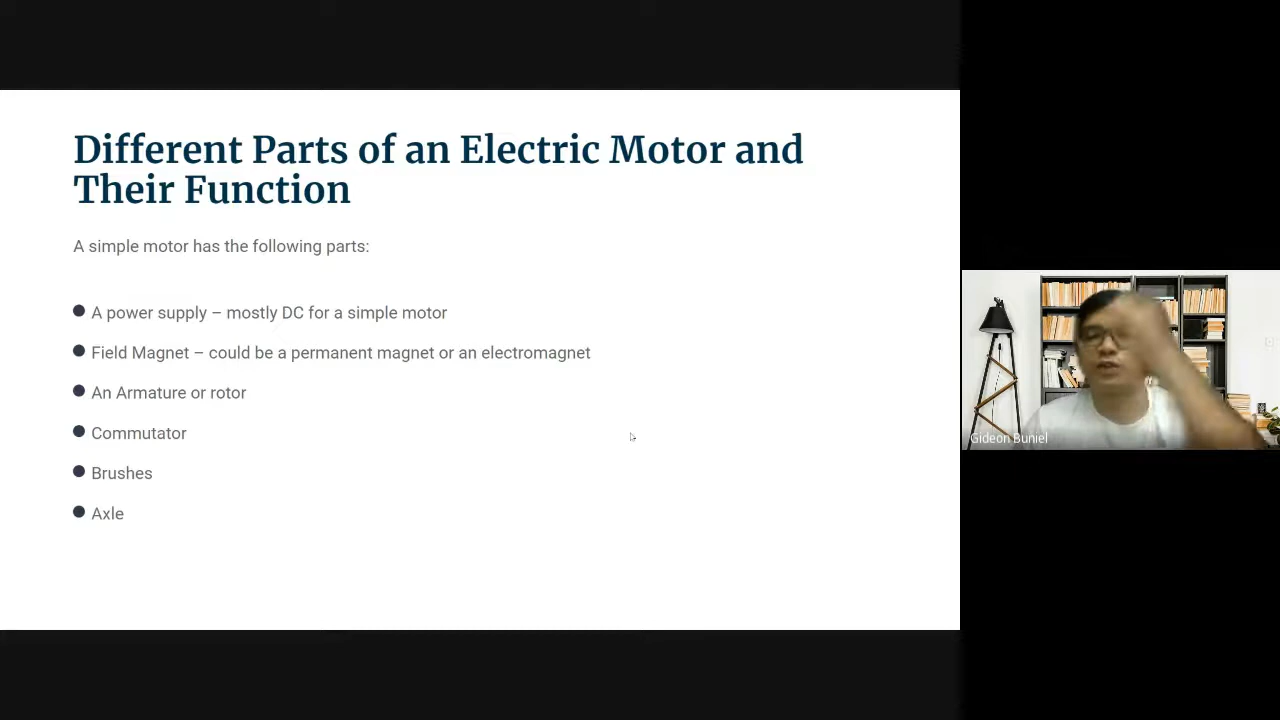 Different Parts of an Electric Motor and
Their Function
A simple motor has the following parts:
● A power supply – mostly DC for a simple motor
● Field Magnet – could be a permanent magnet or an electromagnet
● An Armature or rotor
● Commutator
● Brushes
● Axle
Gideon Buniel